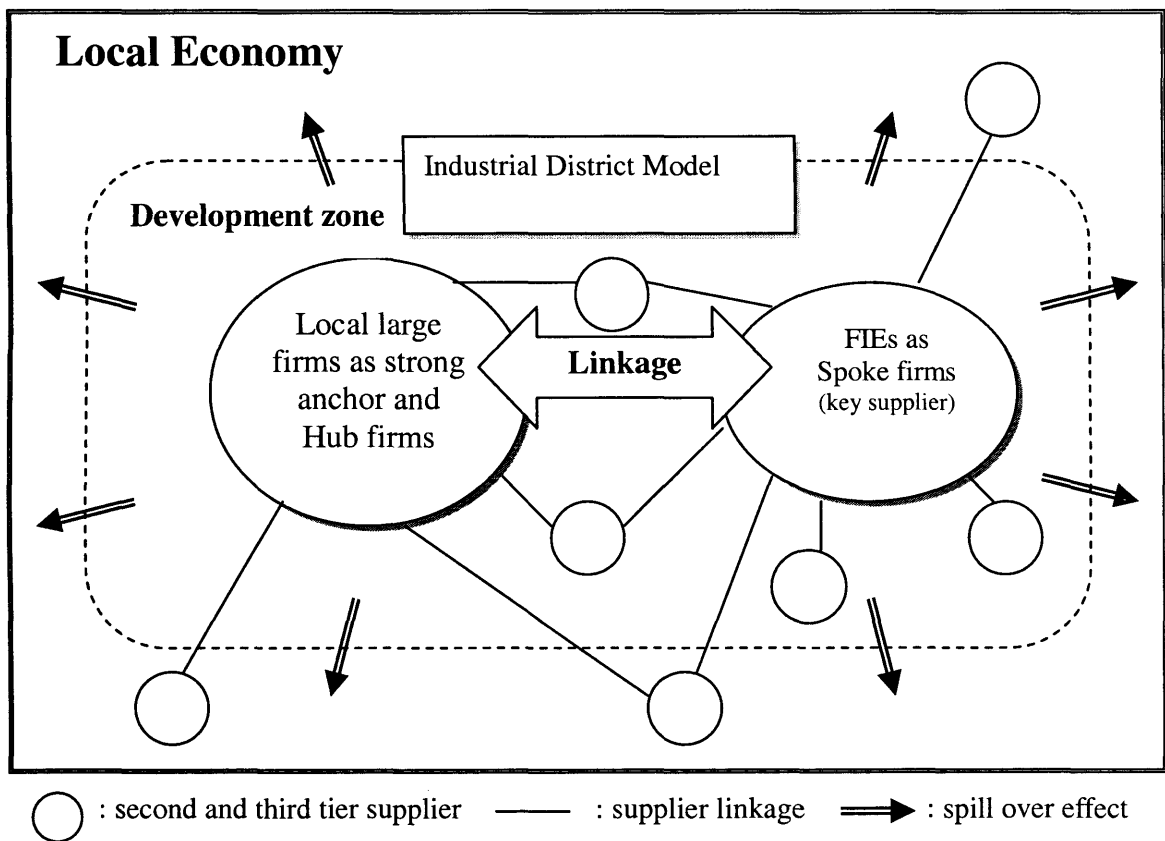 Local Economy
Industrial District Model
Development zone
Local large
firms as strong
anchor and
Hub firms
Linkage
FIEs as
Spoke firms
(key supplier)
: second and third tier supplier
: supplier linkage
: spill over effect